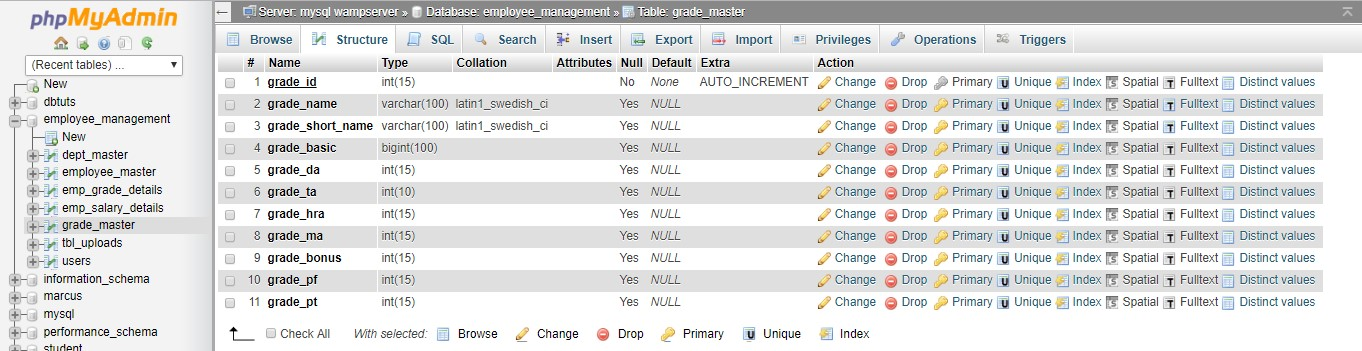 phpMyAdmin
(Recent tables) ...
New
dbtuts
employee_management
New
dept_master
employee_master
emp_grade_details
emp_salary_details
grade_master
tbl_uploads
users
information_schema
marcus
mysql
performance_schema
student
Server: mysql wampserver » Database: employee_management » Table: grade_master
Browse Structure SQL Search Insert Export Import Privileges Operations Triggers
# Name Type Collation Attributes Null Default Extra Action
1 grade_id int(15) No None AUTO_INCREMENT Change Drop Primary Unique Index Spatial Fulltext Distinct values
2 grade_name varchar(100) latin1_swedish_ci Yes NULL Change Drop Primary Unique Index Spatial Fulltext Distinct values
3 grade_short_name varchar(100) latin1_swedish_ci Yes NULL Change Drop Primary Unique Index Spatial Fulltext Distinct values
4 grade_basic bigint(100) Yes NULL Change Drop Primary Unique Index Spatial Fulltext Distinct values
5 grade_da int(15) Yes NULL Change Drop Primary Unique Index Spatial Fulltext Distinct values
6 grade_ta int(10) Yes NULL Change Drop Primary Unique Index Spatial Fulltext Distinct values
7 grade_hra int(15) Yes NULL Change Drop Primary Unique Index Spatial Fulltext Distinct values
8 grade_ma int(15) Yes NULL Change Drop Primary Unique Index Spatial Fulltext Distinct values
9 grade_bonus int(15) Yes NULL Change Drop Primary Unique Index Spatial Fulltext Distinct values
10 grade_pf int(15) Yes NULL Change Drop Primary Unique Index Spatial Fulltext Distinct values
11 grade_pt int(15) Yes NULL Change Drop Primary Unique Index Spatial Fulltext Distinct values
Check All With selected: Browse Change Drop Primary Unique Index